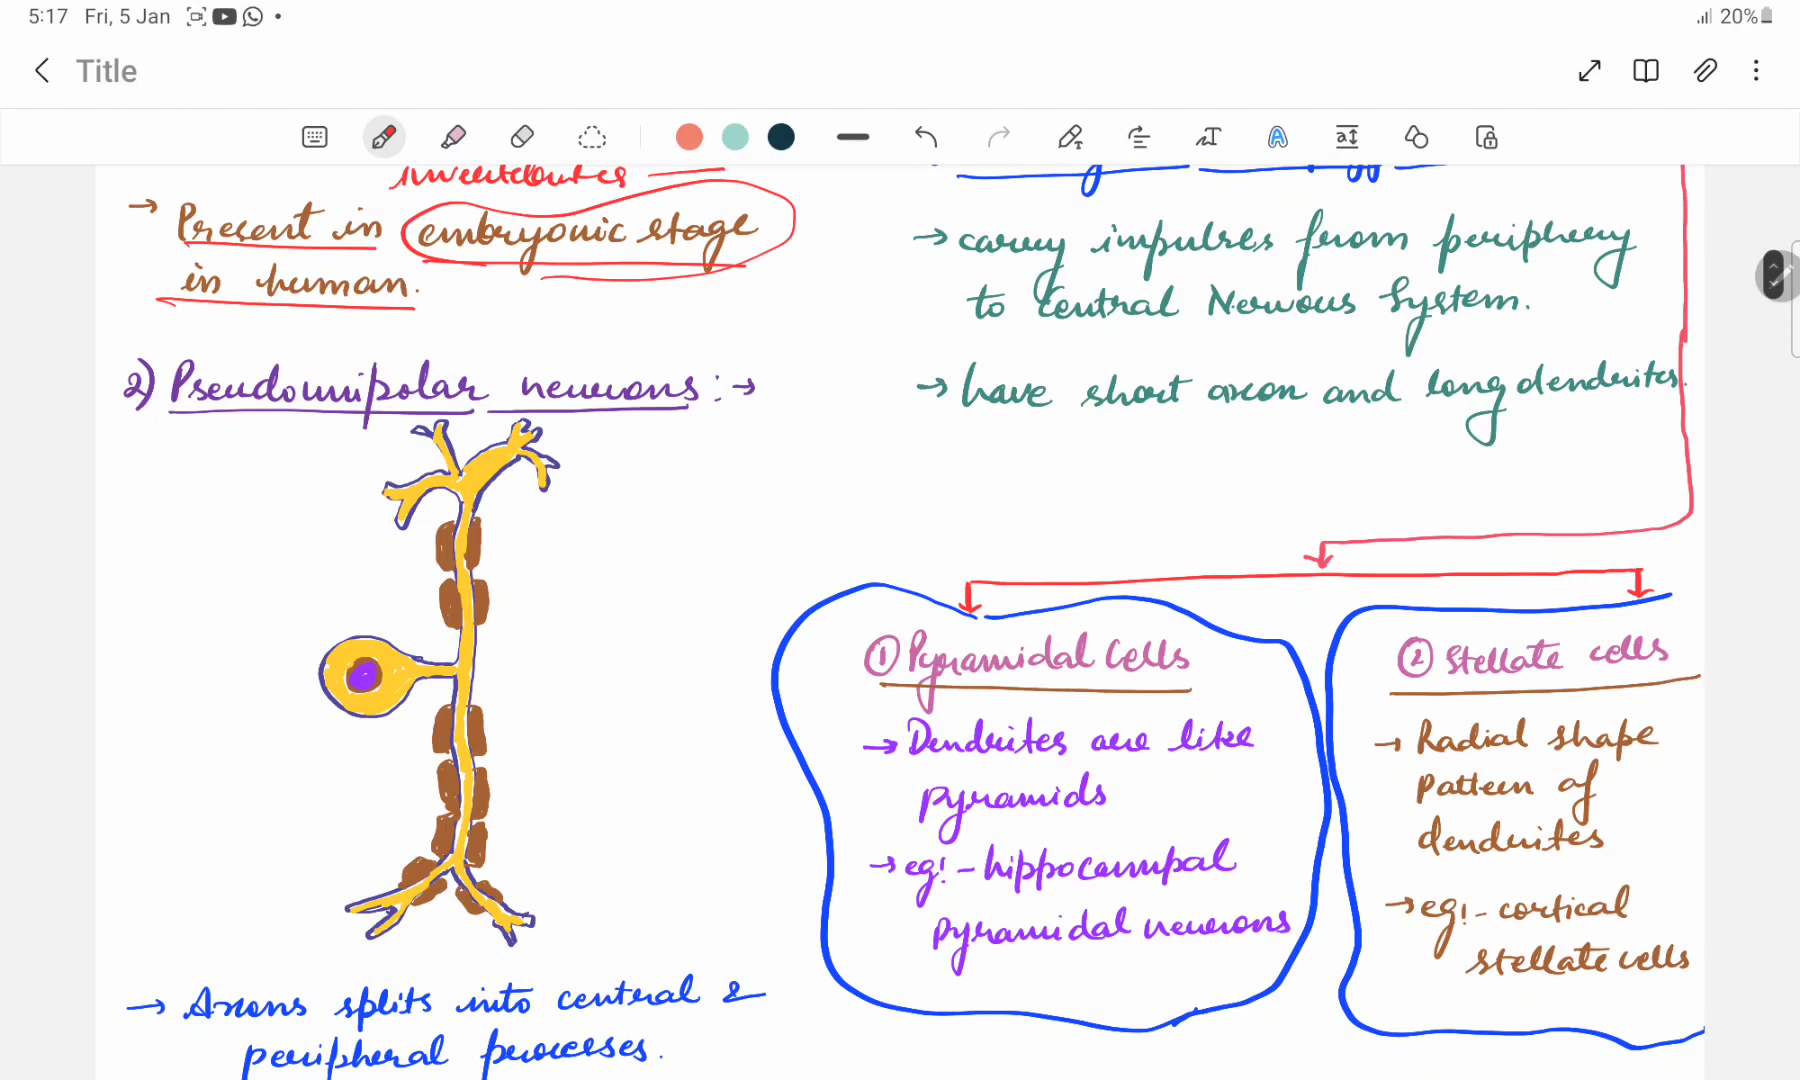 5:17 Fri, 5 Jan
20%
Title
invertebrates
→ Present in embryonic stage
in human.
2) Pseudounipolar neurons :→
→ Axons splits into central &
peripheral processes.
→ carry impulses from periphery
to Central Nervous System.
→ have short axon and long dendrites.
① Pyramidal Cells
→ Dendrites are like
pyramids
→ eg:- hippocampal
pyramidal neurons
② Stellate cells
→ Radial shape
pattern of
dendrites
→ eg:- cortical
stellate cells